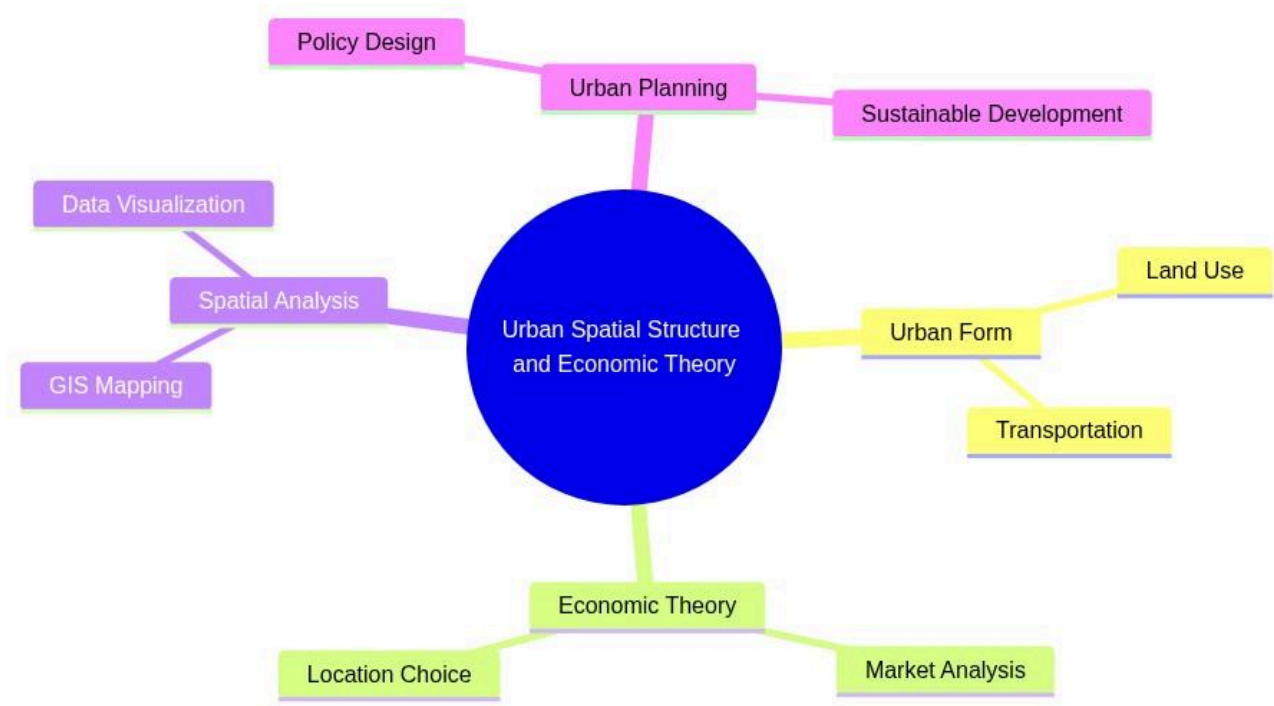 Policy Design
Urban Planning
Sustainable Development
Data Visualization
Spatial Analysis
GIS Mapping
Urban Spatial Structure
and Economic Theory
Land Use
Urban Form
Transportation
Economic Theory
Location Choice
Market Analysis